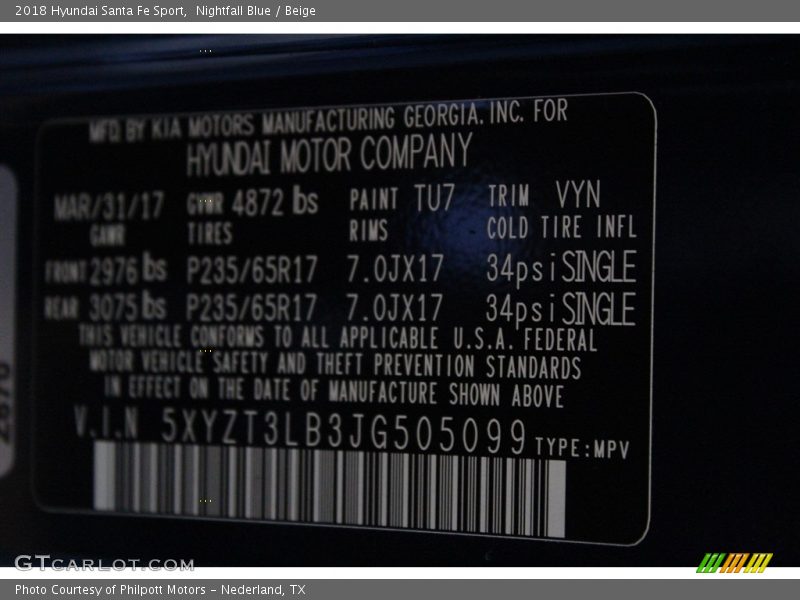 2018 Hyundai Santa Fe Sport, Nightfall Blue / Beige
MFD BY KIA MOTORS MANUFACTURING GEORGIA. INC. FOR
HYUNDAI MOTOR COMPANY
MAR/31/17 GVWR 4872 lbs PAINT TU7 TRIM VYN
GAWR TIRES RIMS COLD TIRE INFL
FRONT 2976 lbs P235/65R17 7.0JX17 34psi SINGLE
REAR 3075 lbs P235/65R17 7.0JX17 34psi SINGLE
THIS VEHICLE CONFORMS TO ALL APPLICABLE U.S.A. FEDERAL
MOTOR VEHICLE SAFETY AND THEFT PREVENTION STANDARDS
IN EFFECT ON THE DATE OF MANUFACTURE SHOWN ABOVE
V.I.N 5XYZT3LB3JG505099 TYPE:MPV
GTCARLOT.COM
Photo Courtesy of Philpott Motors - Nederland, TX